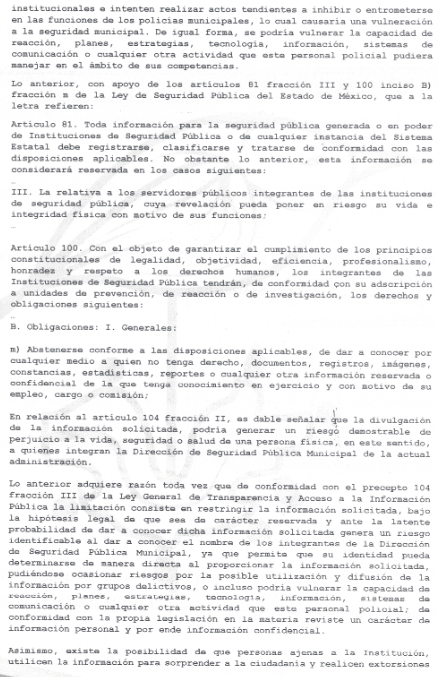 institucionales e intenten realizar actos tendientes a inhibir o entrometerse
en las funciones de los policías municipales, lo cual causaría una vulneración
a la seguridad municipal. De igual forma, se podría vulnerar la capacidad de
reacción, planes, estrategias, tecnología, información, sistemas de
comunicación o cualquier otra actividad que este personal policial pudiera
manejar en el ámbito de sus competencias.
Lo anterior, con apoyo de los artículos 81 fracción III y 100 inciso B)
fracción m de la Ley de Seguridad Pública del Estado de México, que a la
letra refieren:
Artículo 81. Toda información para la seguridad pública generada o en poder
de Instituciones de Seguridad Pública o de cualquier instancia del Sistema
Estatal debe registrarse, clasificarse y tratarse de conformidad con las
disposiciones aplicables. No obstante lo anterior, esta información se
considerará reservada en los casos siguientes:
…
III. La relativa a los servidores públicos integrantes de las instituciones
de seguridad pública, cuya revelación pueda poner en riesgo su vida e
integridad física con motivo de sus funciones;
…
Artículo 100. Con el objeto de garantizar el cumplimiento de los principios
constitucionales de legalidad, objetividad, eficiencia, profesionalismo,
honradez y respeto a los derechos humanos, los integrantes de las
Instituciones de Seguridad Pública tendrán, de conformidad con su adscripción
a unidades de prevención, de reacción o de investigación, los derechos y
obligaciones siguientes:
…
B. Obligaciones: I. Generales:
m) Abstenerse conforme a las disposiciones aplicables, de dar a conocer por
cualquier medio a quien no tenga derecho, documentos, registros, imágenes,
constancias, estadísticas, reportes o cualquier otra información reservada o
confidencial de la que tenga conocimiento en ejercicio y con motivo de su
empleo, cargo o comisión;
En relación al artículo 104 fracción II, es dable señalar que la divulgación
de la información solicitada, podría generar un riesgo demostrable de
perjuicio a la vida, seguridad o salud de una persona física, en este sentido,
a quienes integran la Dirección de Seguridad Pública Municipal de la actual
administración.
Lo anterior adquiere razón toda vez que de conformidad con el precepto 104
fracción III de la Ley General de Transparencia y Acceso a la Información
Pública la limitación consiste en restringir la información solicitada, bajo
la hipótesis legal de que sea de carácter reservada y ante la latente
probabilidad de dar a conocer dicha información solicitada genera un riesgo
identificable al dar a conocer el nombre de los integrantes de la Dirección
de Seguridad Pública Municipal, ya que permite que su identidad pueda
determinarse de manera directa al proporcionar la información solicitada,
pudiéndose ocasionar riesgos por la posible utilización y difusión de la
información por grupos delictivos, o incluso podría vulnerar la capacidad de
reacción, planes, estrategias, tecnología, información, sistemas de
comunicación o cualquier otra actividad que este personal policial; de
conformidad con la propia legislación en la materia reviste un carácter de
información personal y por ende información confidencial.
Asimismo, existe la posibilidad de que personas ajenas a la Institución,
utilicen la información para sorprender a la ciudadanía y realicen extorsiones